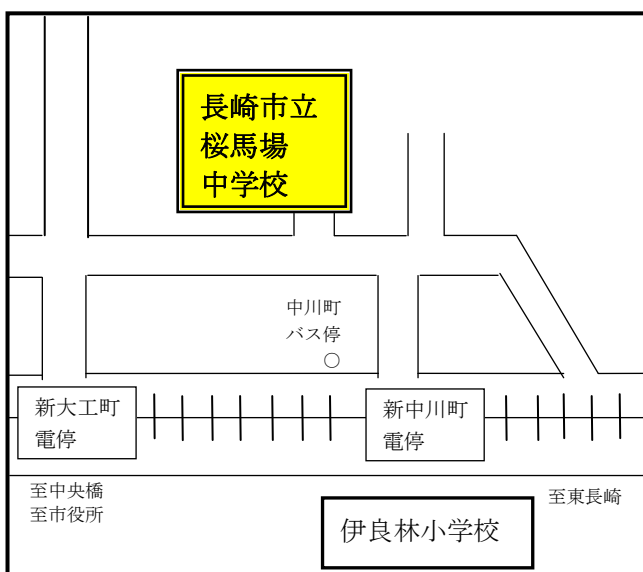 長崎市立
桜馬場
中学校
中川町
バス停
新大工町
電停
新中川町
電停
至中央橋
至市役所
至東長崎
伊良林小学校